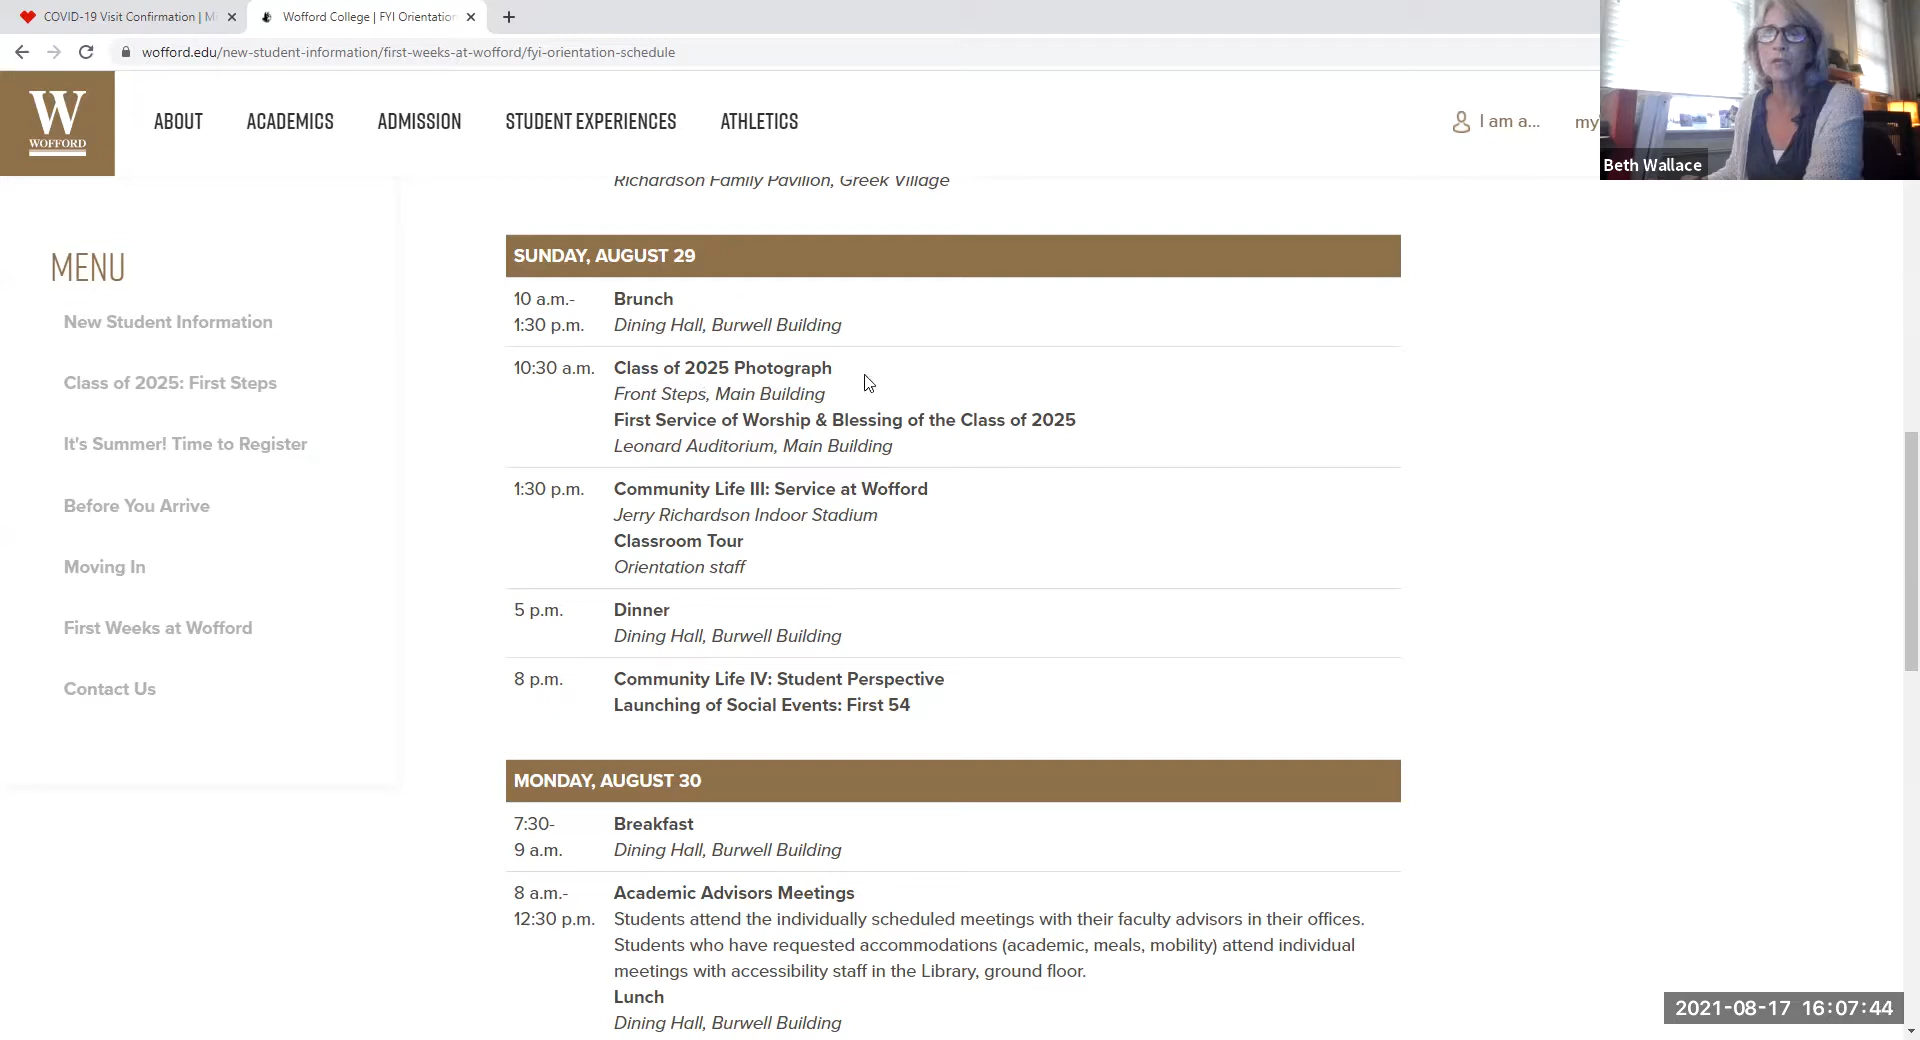 COVID-19 Visit Confirmation | M
Wofford College | FYI Orientation
wofford.edu/new-student-information/first-weeks-at-wofford/fyi-orientation-schedule
W
WOFFORD
ABOUT
ACADEMICS
ADMISSION
STUDENT EXPERIENCES
ATHLETICS
I am a...
my
Beth Wallace
Richardson Family Pavilion, Greek Village
MENU
New Student Information
Class of 2025: First Steps
It's Summer! Time to Register
Before You Arrive
Moving In
First Weeks at Wofford
Contact Us
SUNDAY, AUGUST 29
10 a.m.- Brunch
1:30 p.m. Dining Hall, Burwell Building
10:30 a.m. Class of 2025 Photograph
Front Steps, Main Building
First Service of Worship & Blessing of the Class of 2025
Leonard Auditorium, Main Building
1:30 p.m. Community Life III: Service at Wofford
Jerry Richardson Indoor Stadium
Classroom Tour
Orientation staff
5 p.m. Dinner
Dining Hall, Burwell Building
8 p.m. Community Life IV: Student Perspective
Launching of Social Events: First 54
MONDAY, AUGUST 30
7:30- Breakfast
9 a.m. Dining Hall, Burwell Building
8 a.m.- Academic Advisors Meetings
12:30 p.m. Students attend the individually scheduled meetings with their faculty advisors in their offices.
Students who have requested accommodations (academic, meals, mobility) attend individual
meetings with accessibility staff in the Library, ground floor.
Lunch
Dining Hall, Burwell Building
2021-08-17 16:07:44